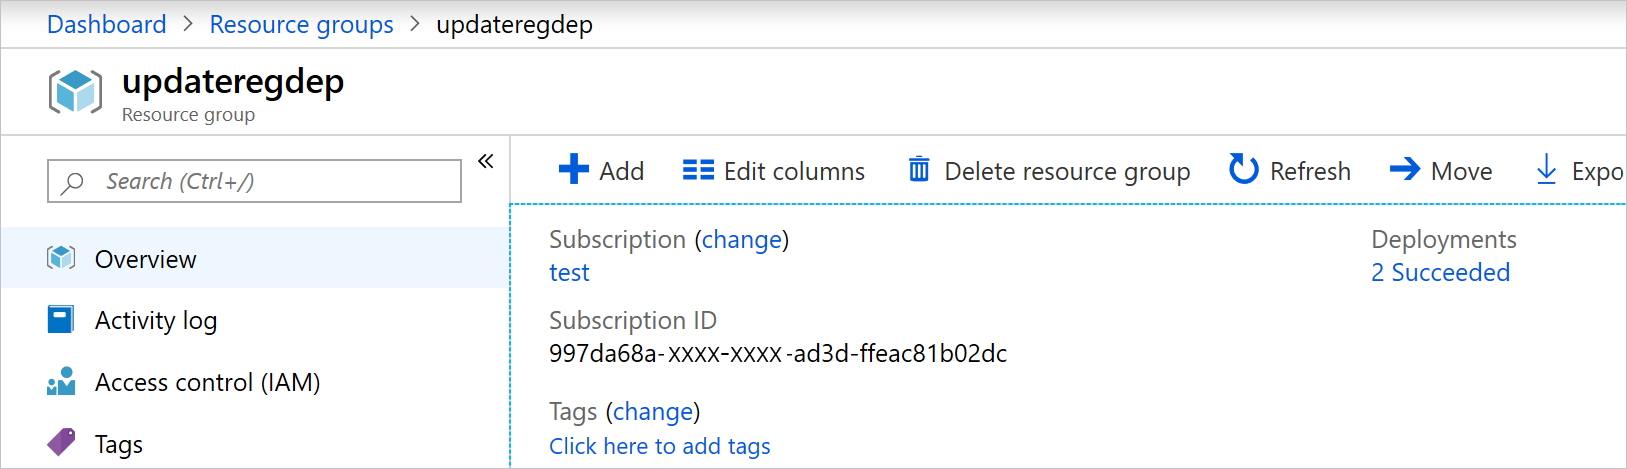 Dashboard > Resource groups > updateregdep
updateregdep
Resource group
Search (Ctrl+/)
«
Overview
Activity log
Access control (IAM)
Tags
Add Edit columns Delete resource group Refresh Move Expo
Subscription (change)
test
Subscription ID
997da68a-XXXX-XXXX-ad3d-ffeac81b02dc
Tags (change)
Click here to add tags
Deployments
2 Succeeded